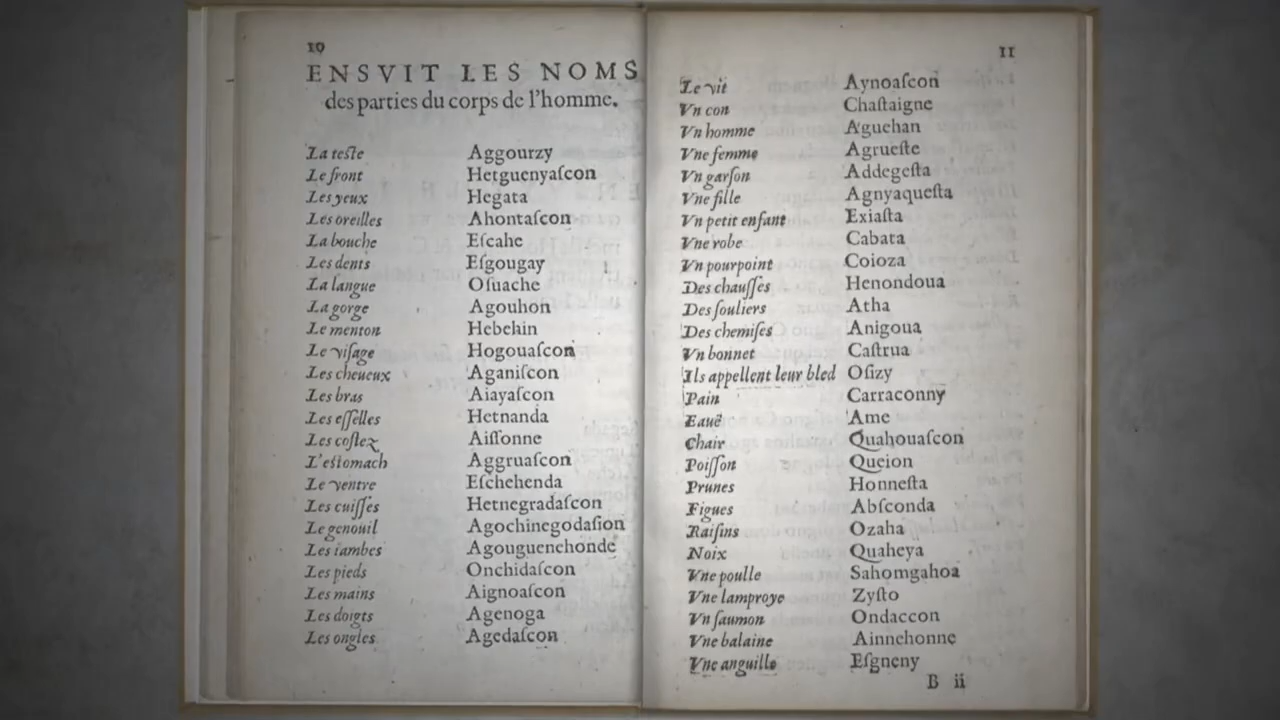 10
ENSVIT LES NOMS
des parties du corps de l'homme.
La teste Aggourzy
Le front Hetguenyaſcon
Les yeux Hegata
Les oreilles Ahontaſcon
La bouche Eſcahe
Les dents Eſgougay
La langue Oſuache
La gorge Agouhon
Le menton Hebehin
Le viſage Hogouaſcon
Les cheueux Aganiſcon
Les bras Aiayaſcon
Les eſſelles Hetnanda
Les coſtez Aiſſonne
L'eſtomach Aggruaſcon
Le ventre Eſchehenda
Les cuiſſes Hetnegradaſcon
Le genouil Agochinegodaſion
Les iambes Agouguenehonde
Les pieds Onchidaſcon
Les mains Aignoaſcon
Les doigts Agenoga
Les ongles Agedaſcon
11
Le vit Aynoaſcon
Vn con Chaſtaigne
Vn homme Aguehan
Vne femme Agrueſte
Vn garſon Addegeſta
Vne fille Agnyaqueſta
Vn petit enfant Exiaſta
Vne robe Cabata
Vn pourpoint Coioza
Des chauſſes Henondoua
Des ſouliers Atha
Des chemiſes Anigoua
Vn bonnet Caſtrua
Ils appellent leur bled Oſizy
Pain Carraconny
Eauë Ame
Chair Quahouaſcon
Poiſſon Queion
Prunes Honneſta
Figues Abſconda
Raiſins Ozaha
Noix Quaheya
Vne poulle Sahomgahoa
Vne lamproye Zyſto
Vn ſaumon Ondaccon
Vne balaine Ainnehonne
Vne anguille Eſgneny
B ii